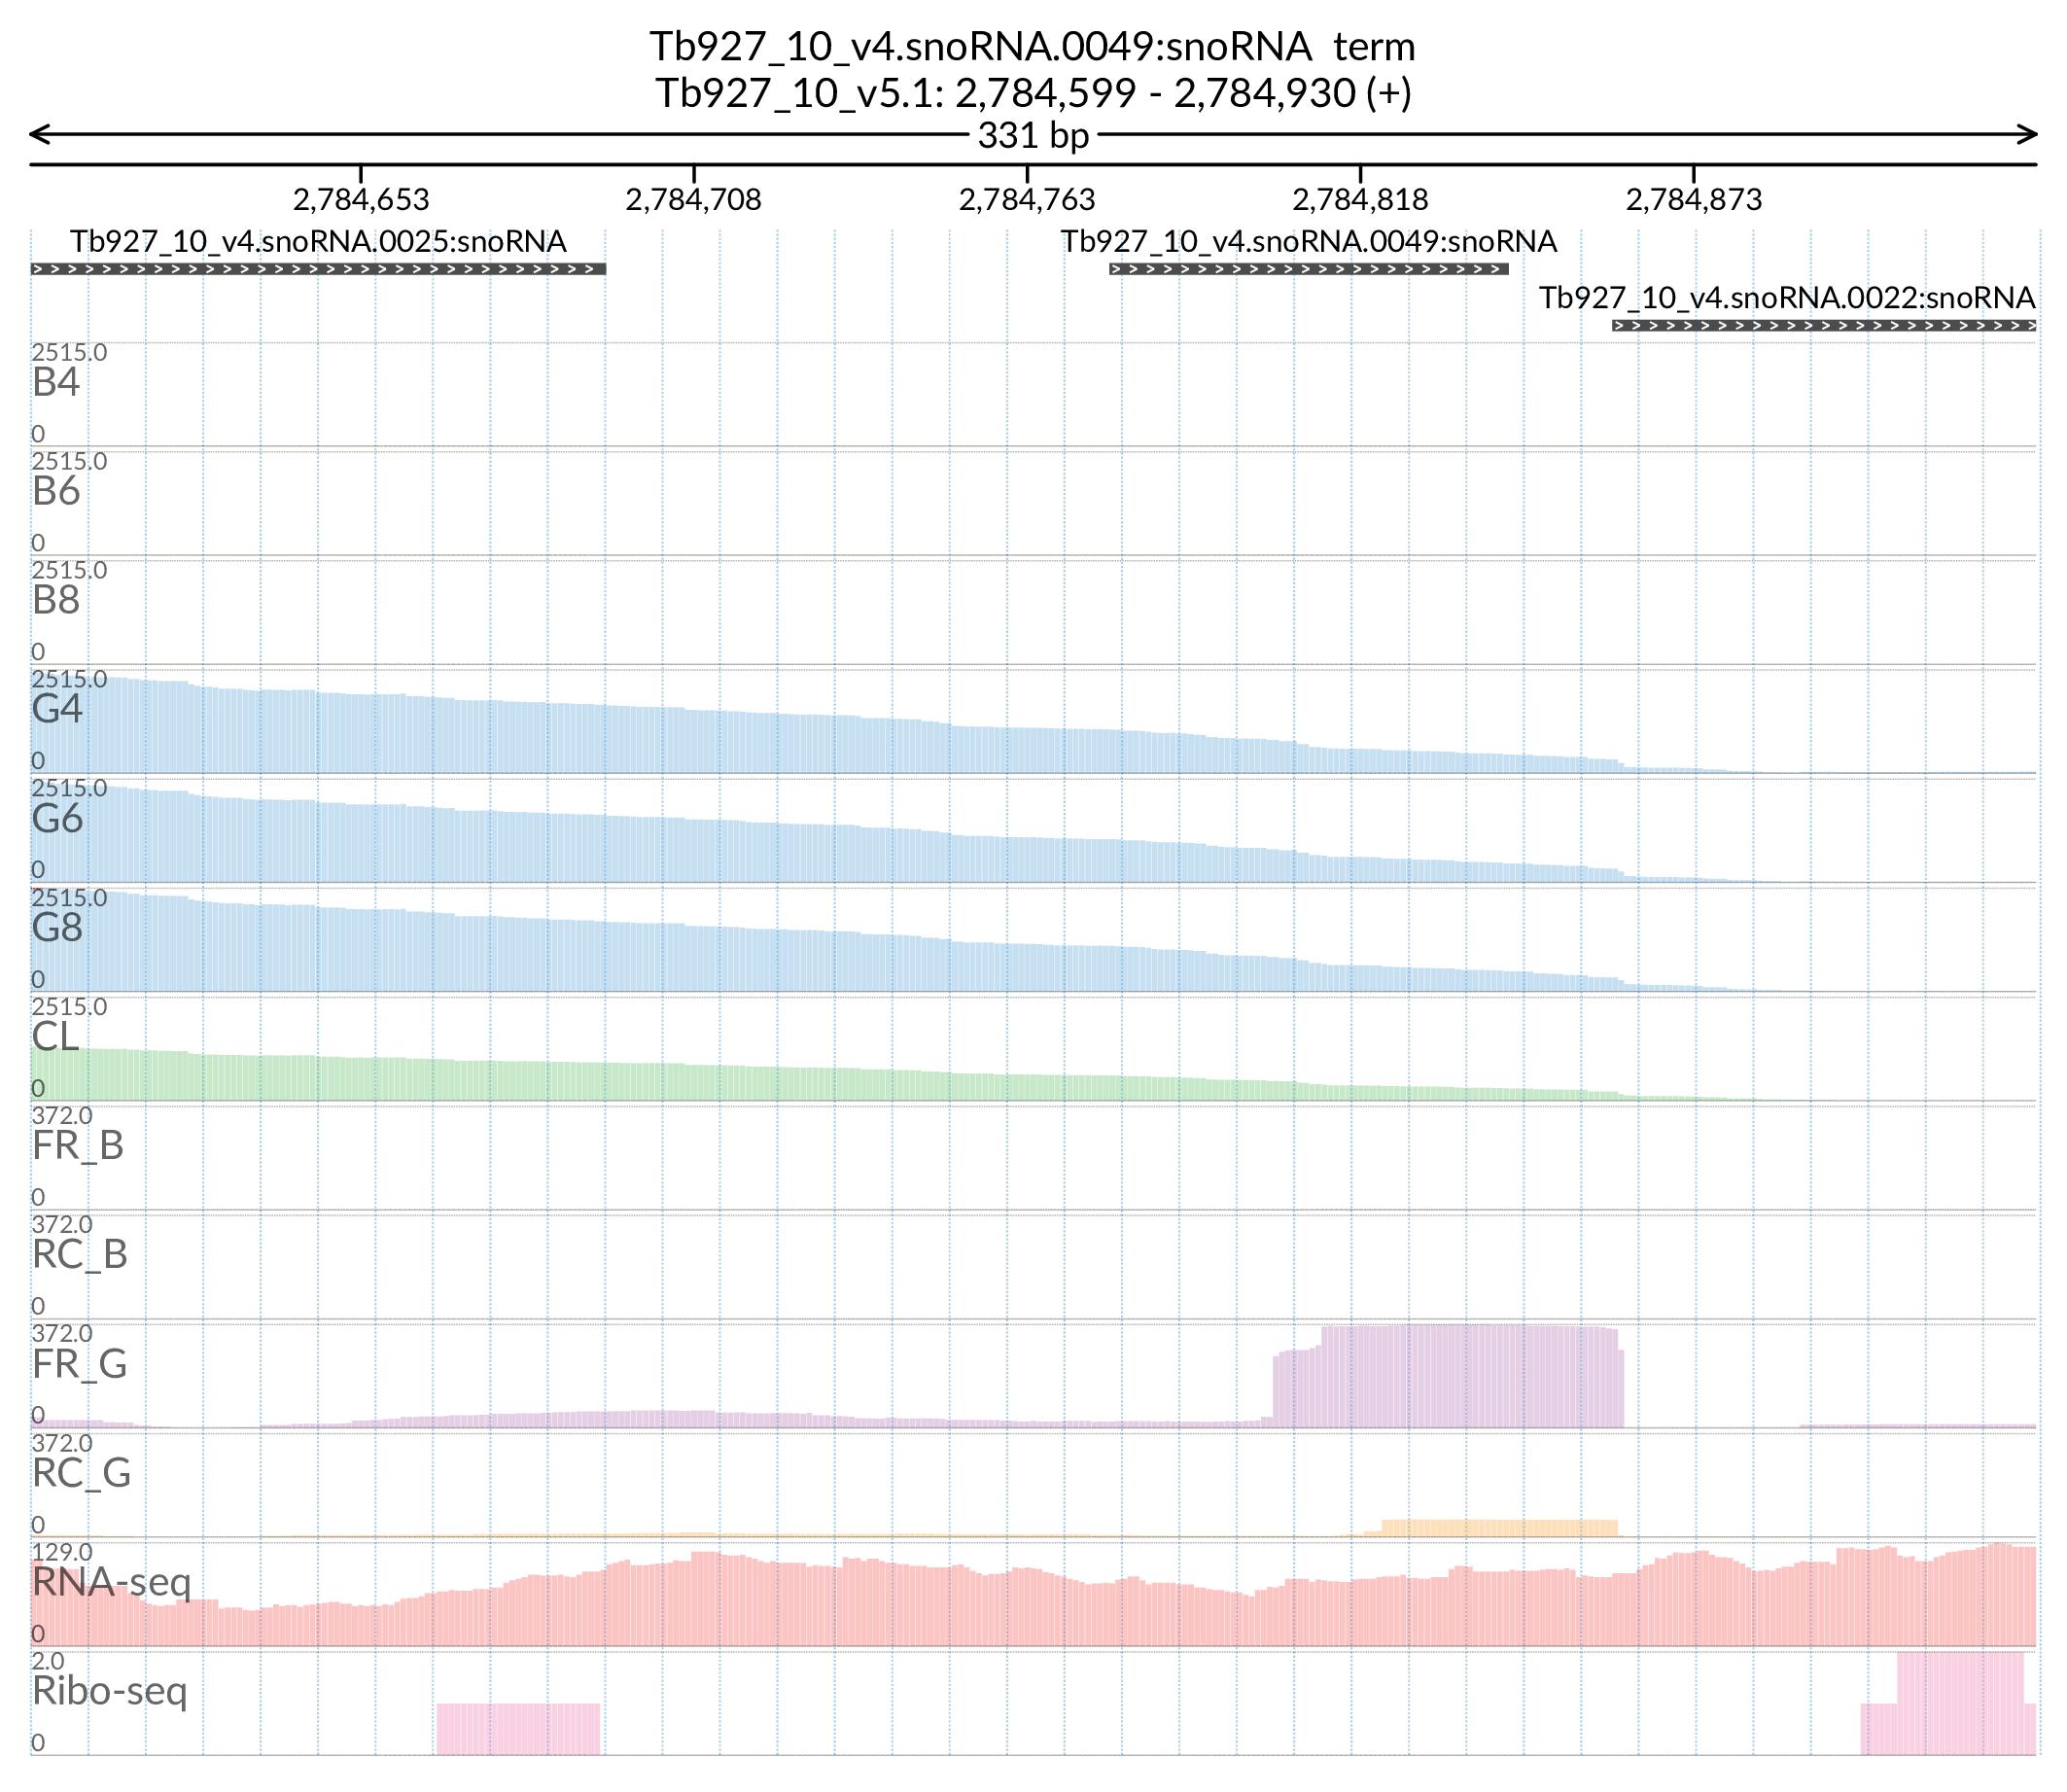 Tb927_10_v4.snoRNA.0049:snoRNA  term
Tb927_10_v5.1: 2,784,599 - 2,784,930 (+)
331 bp
2,784,653 2,784,708 2,784,763 2,784,818 2,784,873
Tb927_10_v4.snoRNA.0025:snoRNA Tb927_10_v4.snoRNA.0049:snoRNA
Tb927_10_v4.snoRNA.0022:snoRNA
2515.0
B4
0
2515.0
B6
0
2515.0
B8
0
2515.0
G4
0
2515.0
G6
0
2515.0
G8
0
2515.0
CL
0
372.0
FR_B
0
372.0
RC_B
0
372.0
FR_G
0
372.0
RC_G
0
129.0
RNA-seq
0
2.0
Ribo-seq
0